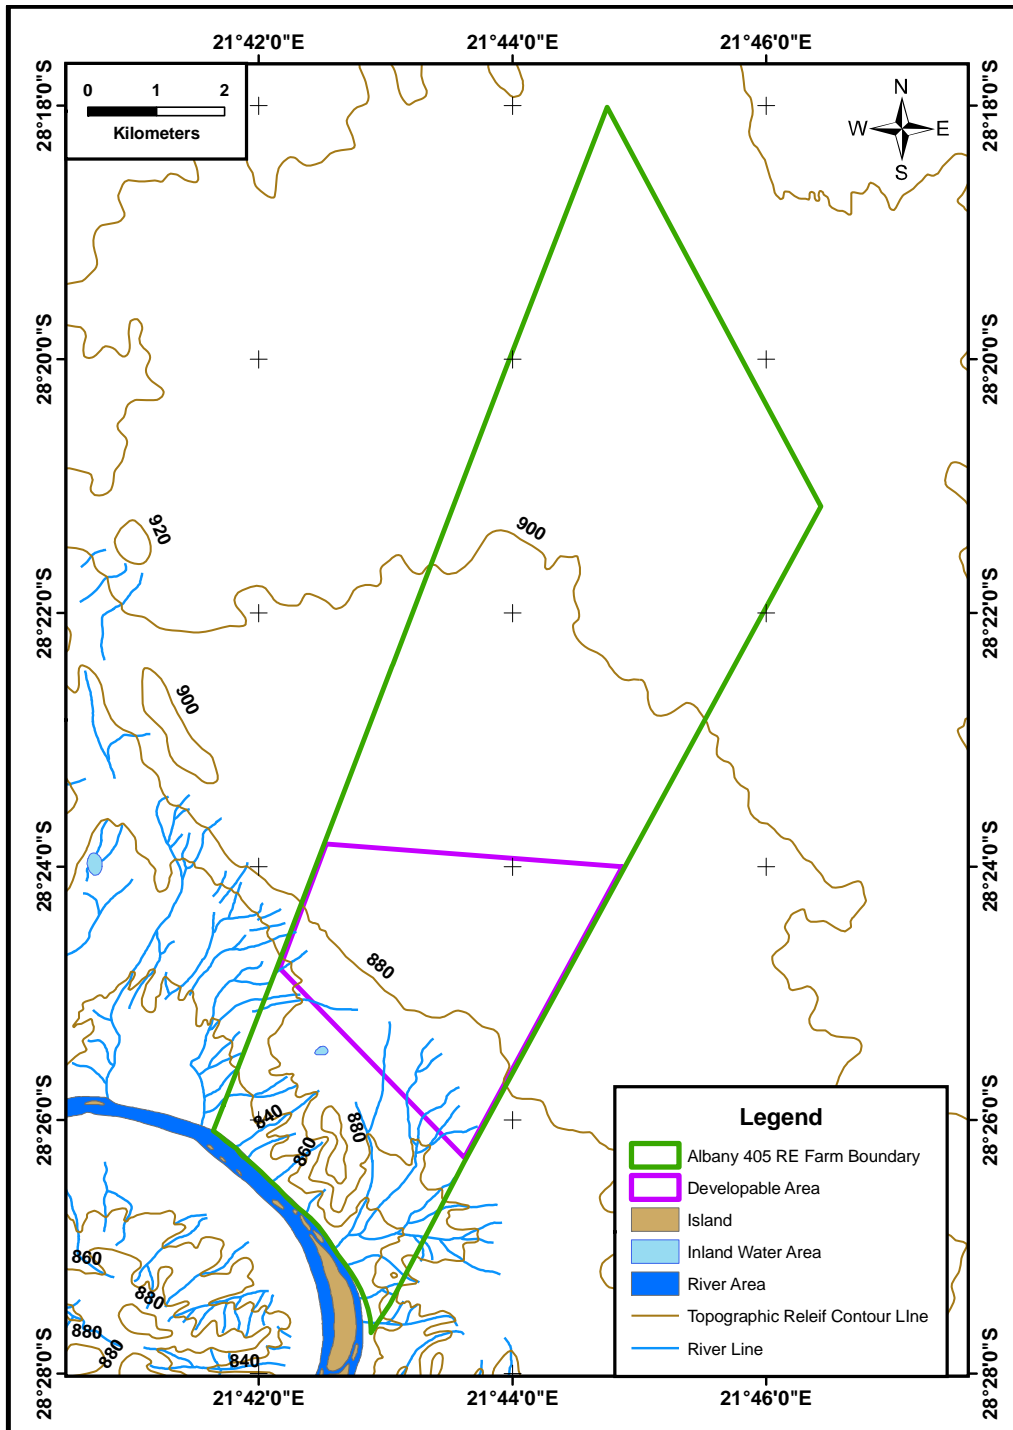 21°42'0"E 21°44'0"E 21°46'0"E
0 1 2
Kilometers
N
W E
S
28°18'0"S 28°18'0"S
28°20'0"S 28°20'0"S
920
900
28°22'0"S 28°22'0"S
900
28°24'0"S 28°24'0"S
880
28°26'0"S 28°26'0"S
840
880
860
860
880
880
880
840
28°28'0"S 28°28'0"S
Legend
Albany 405 RE Farm Boundary
Developable Area
Island
Inland Water Area
River Area
Topographic Releif Contour LIne
River Line
21°42'0"E 21°44'0"E 21°46'0"E